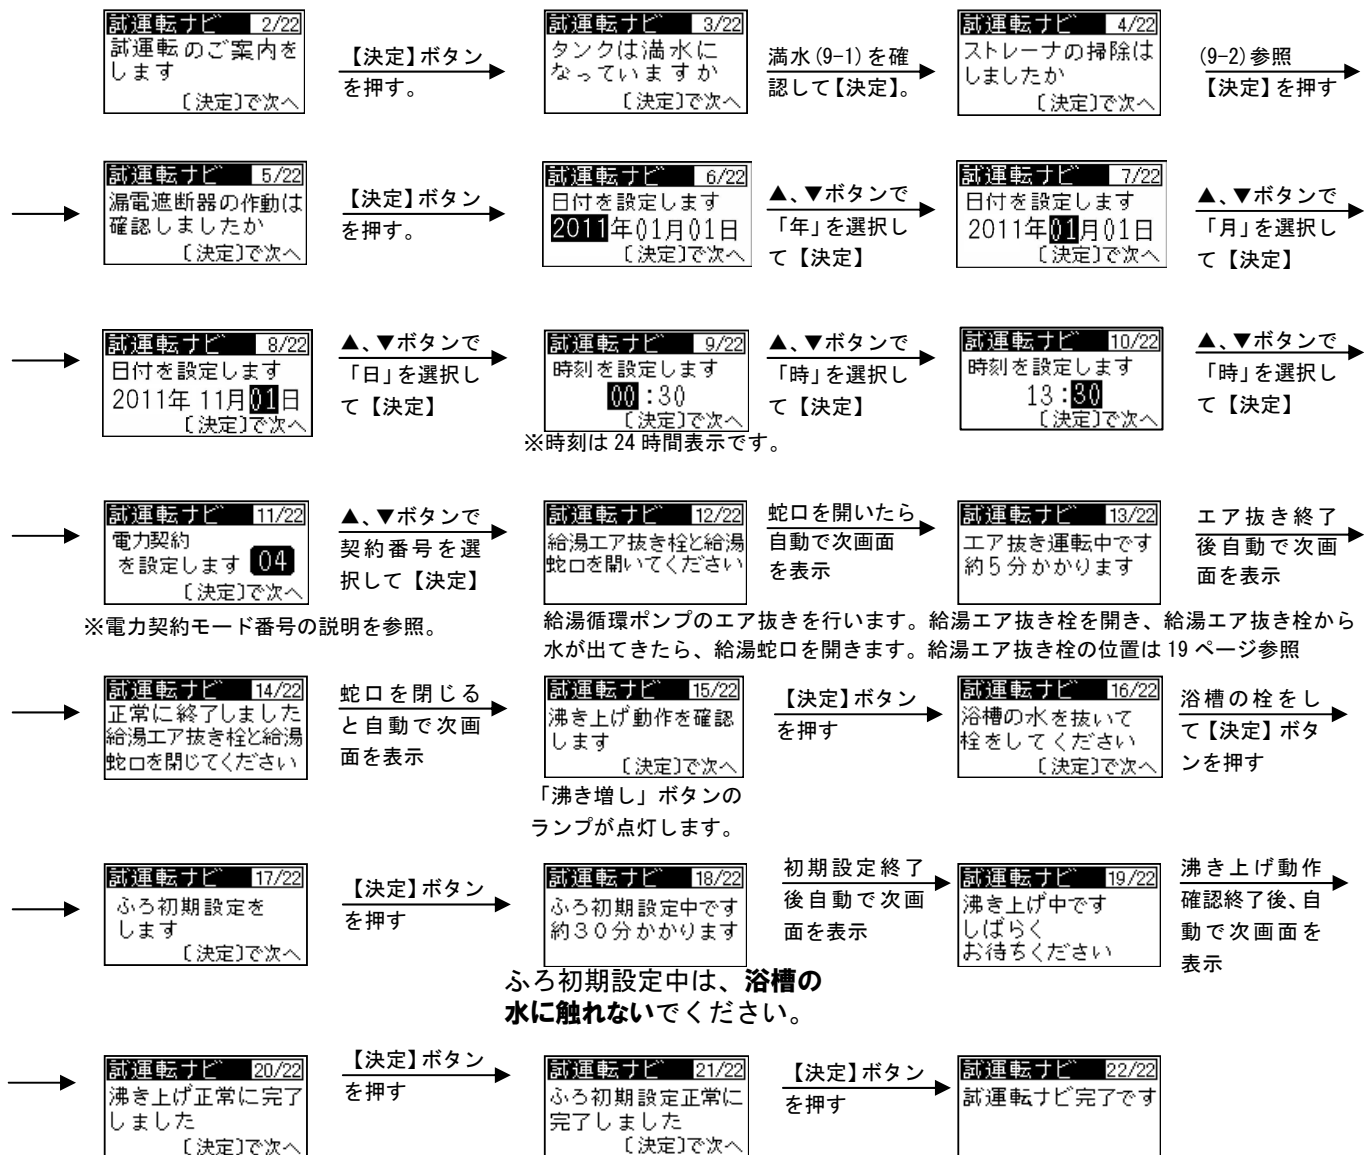 試運転ナビ 2/22
試運転のご案内を
します
〔決定〕で次へ
【決定】ボタン
を押す。
試運転ナビ 3/22
タンクは満水に
なっていますか
〔決定〕で次へ
満水(9-1)を確
認して【決定】。
試運転ナビ 4/22
ストレーナの掃除は
しましたか
〔決定〕で次へ
(9-2)参照
【決定】を押す
試運転ナビ 5/22
漏電遮断器の作動は
確認しましたか
〔決定〕で次へ
【決定】ボタン
を押す。
試運転ナビ 6/22
日付を設定します
2011年01月01日
〔決定〕で次へ
▲、▼ボタンで
「年」を選択し
て【決定】
試運転ナビ 7/22
日付を設定します
2011年01月01日
〔決定〕で次へ
▲、▼ボタンで
「月」を選択し
て【決定】
試運転ナビ 8/22
日付を設定します
2011年 11月01日
〔決定〕で次へ
▲、▼ボタンで
「日」を選択し
て【決定】
試運転ナビ 9/22
時刻を設定します
00:30
〔決定〕で次へ
※時刻は 24 時間表示です。
▲、▼ボタンで
「時」を選択し
て【決定】
試運転ナビ 10/22
時刻を設定します
13:30
〔決定〕で次へ
▲、▼ボタンで
「時」を選択し
て【決定】
試運転ナビ 11/22
電力契約
を設定します 04
〔決定〕で次へ
※電力契約モード番号の説明を参照。
▲、▼ボタンで
契約番号を選
択して【決定】
試運転ナビ 12/22
給湯エア抜き栓と給湯
蛇口を開いてください
蛇口を開いたら
自動で次画面
を表示
試運転ナビ 13/22
エア抜き運転中です
約5分かかります
エア抜き終了
後自動で次画
面を表示
給湯循環ポンプのエア抜きを行います。給湯エア抜き栓を開き、給湯エア抜き栓から
水が出てきたら、給湯蛇口を開きます。給湯エア抜き栓の位置は 19 ページ参照
試運転ナビ 14/22
正常に終了しました
給湯エア抜き栓と給湯
蛇口を閉じてください
蛇口を閉じる
と自動で次画
面を表示
試運転ナビ 15/22
沸き上げ動作を確認
します
〔決定〕で次へ
「沸き増し」ボタンの
ランプが点灯します。
【決定】ボタン
を押す
試運転ナビ 16/22
浴槽の水を抜いて
栓をしてください
〔決定〕で次へ
浴槽の栓をし
て【決定】ボタ
ンを押す
試運転ナビ 17/22
ふろ初期設定を
します
〔決定〕で次へ
【決定】ボタン
を押す
試運転ナビ 18/22
ふろ初期設定中です
約30分かかります
ふろ初期設定中は、浴槽の
水に触れないでください。
初期設定終了
後自動で次画
面を表示
試運転ナビ 19/22
沸き上げ中です
しばらく
お待ちください
沸き上げ動作
確認終了後、自
動で次画面を
表示
試運転ナビ 20/22
沸き上げ正常に完了
しました
〔決定〕で次へ
【決定】ボタン
を押す
試運転ナビ 21/22
ふろ初期設定正常に
完了しました
〔決定〕で次へ
【決定】ボタン
を押す
試運転ナビ 22/22
試運転ナビ完了です